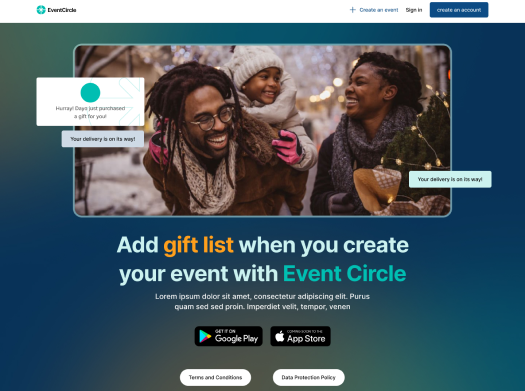 EventCircle
Create an event
Sign in
create an account
Hurray! Days just purchased
a gift for you!
Your delivery is on its way!
Your delivery is on its way!
Add gift list when you create
your event with Event Circle
Lorem ipsum dolor sit amet, consectetur adipiscing elit. Purus
quam sed sed proin. Imperdiet velit, tempor, venen
GET IT ON
Google Play
COMING SOON TO THE
App Store
Terms and Conditions
Data Protection Policy